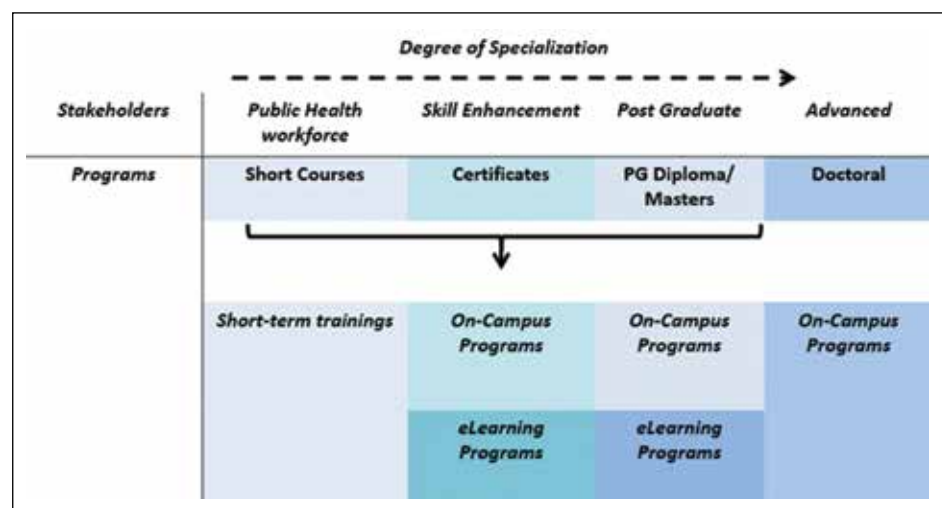 Degree of Specialization
Stakeholders
Public Health
workforce
Skill Enhancement
Post Graduate
Advanced
Programs
Short Courses
Certificates
PG Diploma/
Masters
Doctoral
Short-term trainings
On-Campus
Programs
On-Campus
Programs
On-Campus
Programs
eLearning
Programs
eLearning
Programs